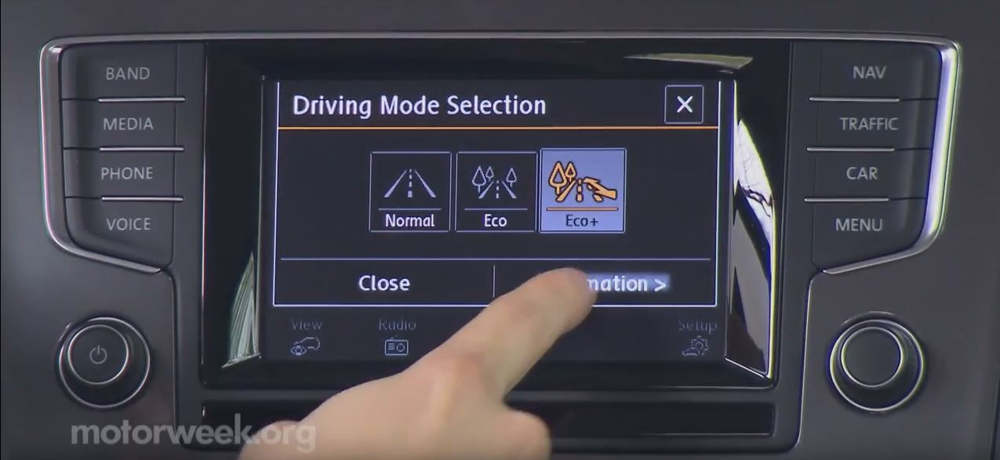 BAND
MEDIA
PHONE
VOICE
Driving Mode Selection
Normal
Eco
Eco+
Close
mation >
View
Radio
Setup
NAV
TRAFFIC
CAR
MENU
motorweek.org